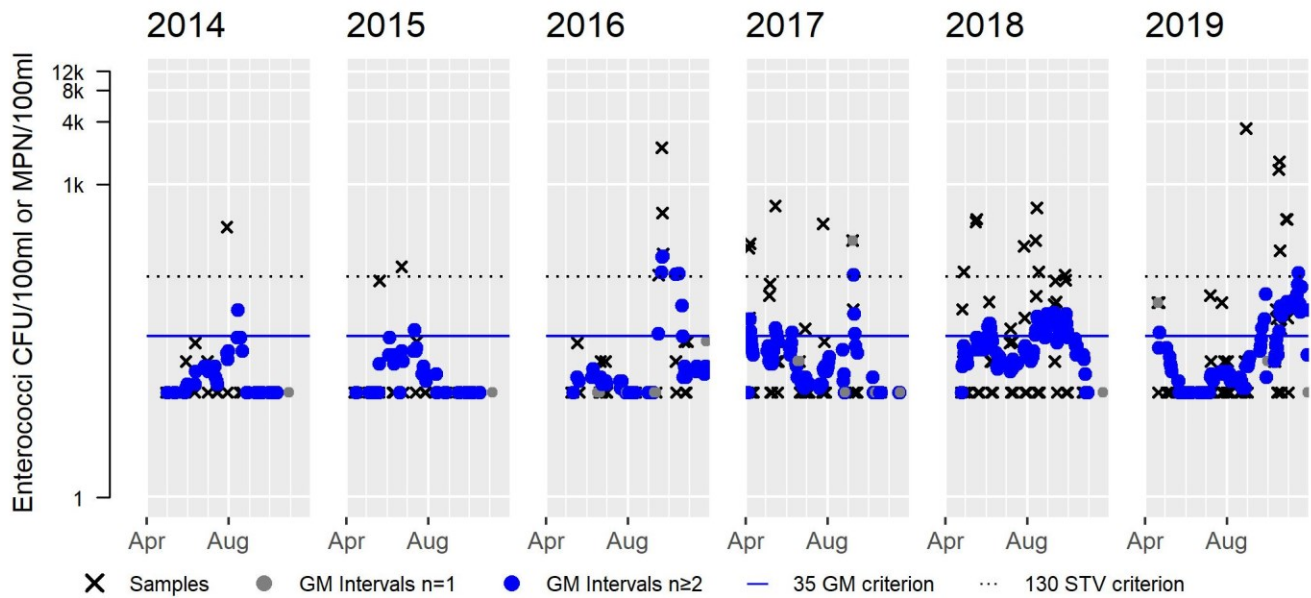 2014 2015 2016 2017 2018 2019
Enterococci CFU/100ml or MPN/100ml
12k
8k
4k
1k
1
Apr Aug Apr Aug Apr Aug Apr Aug Apr Aug Apr Aug
Samples GM Intervals n=1 GM Intervals n≥2 35 GM criterion 130 STV criterion